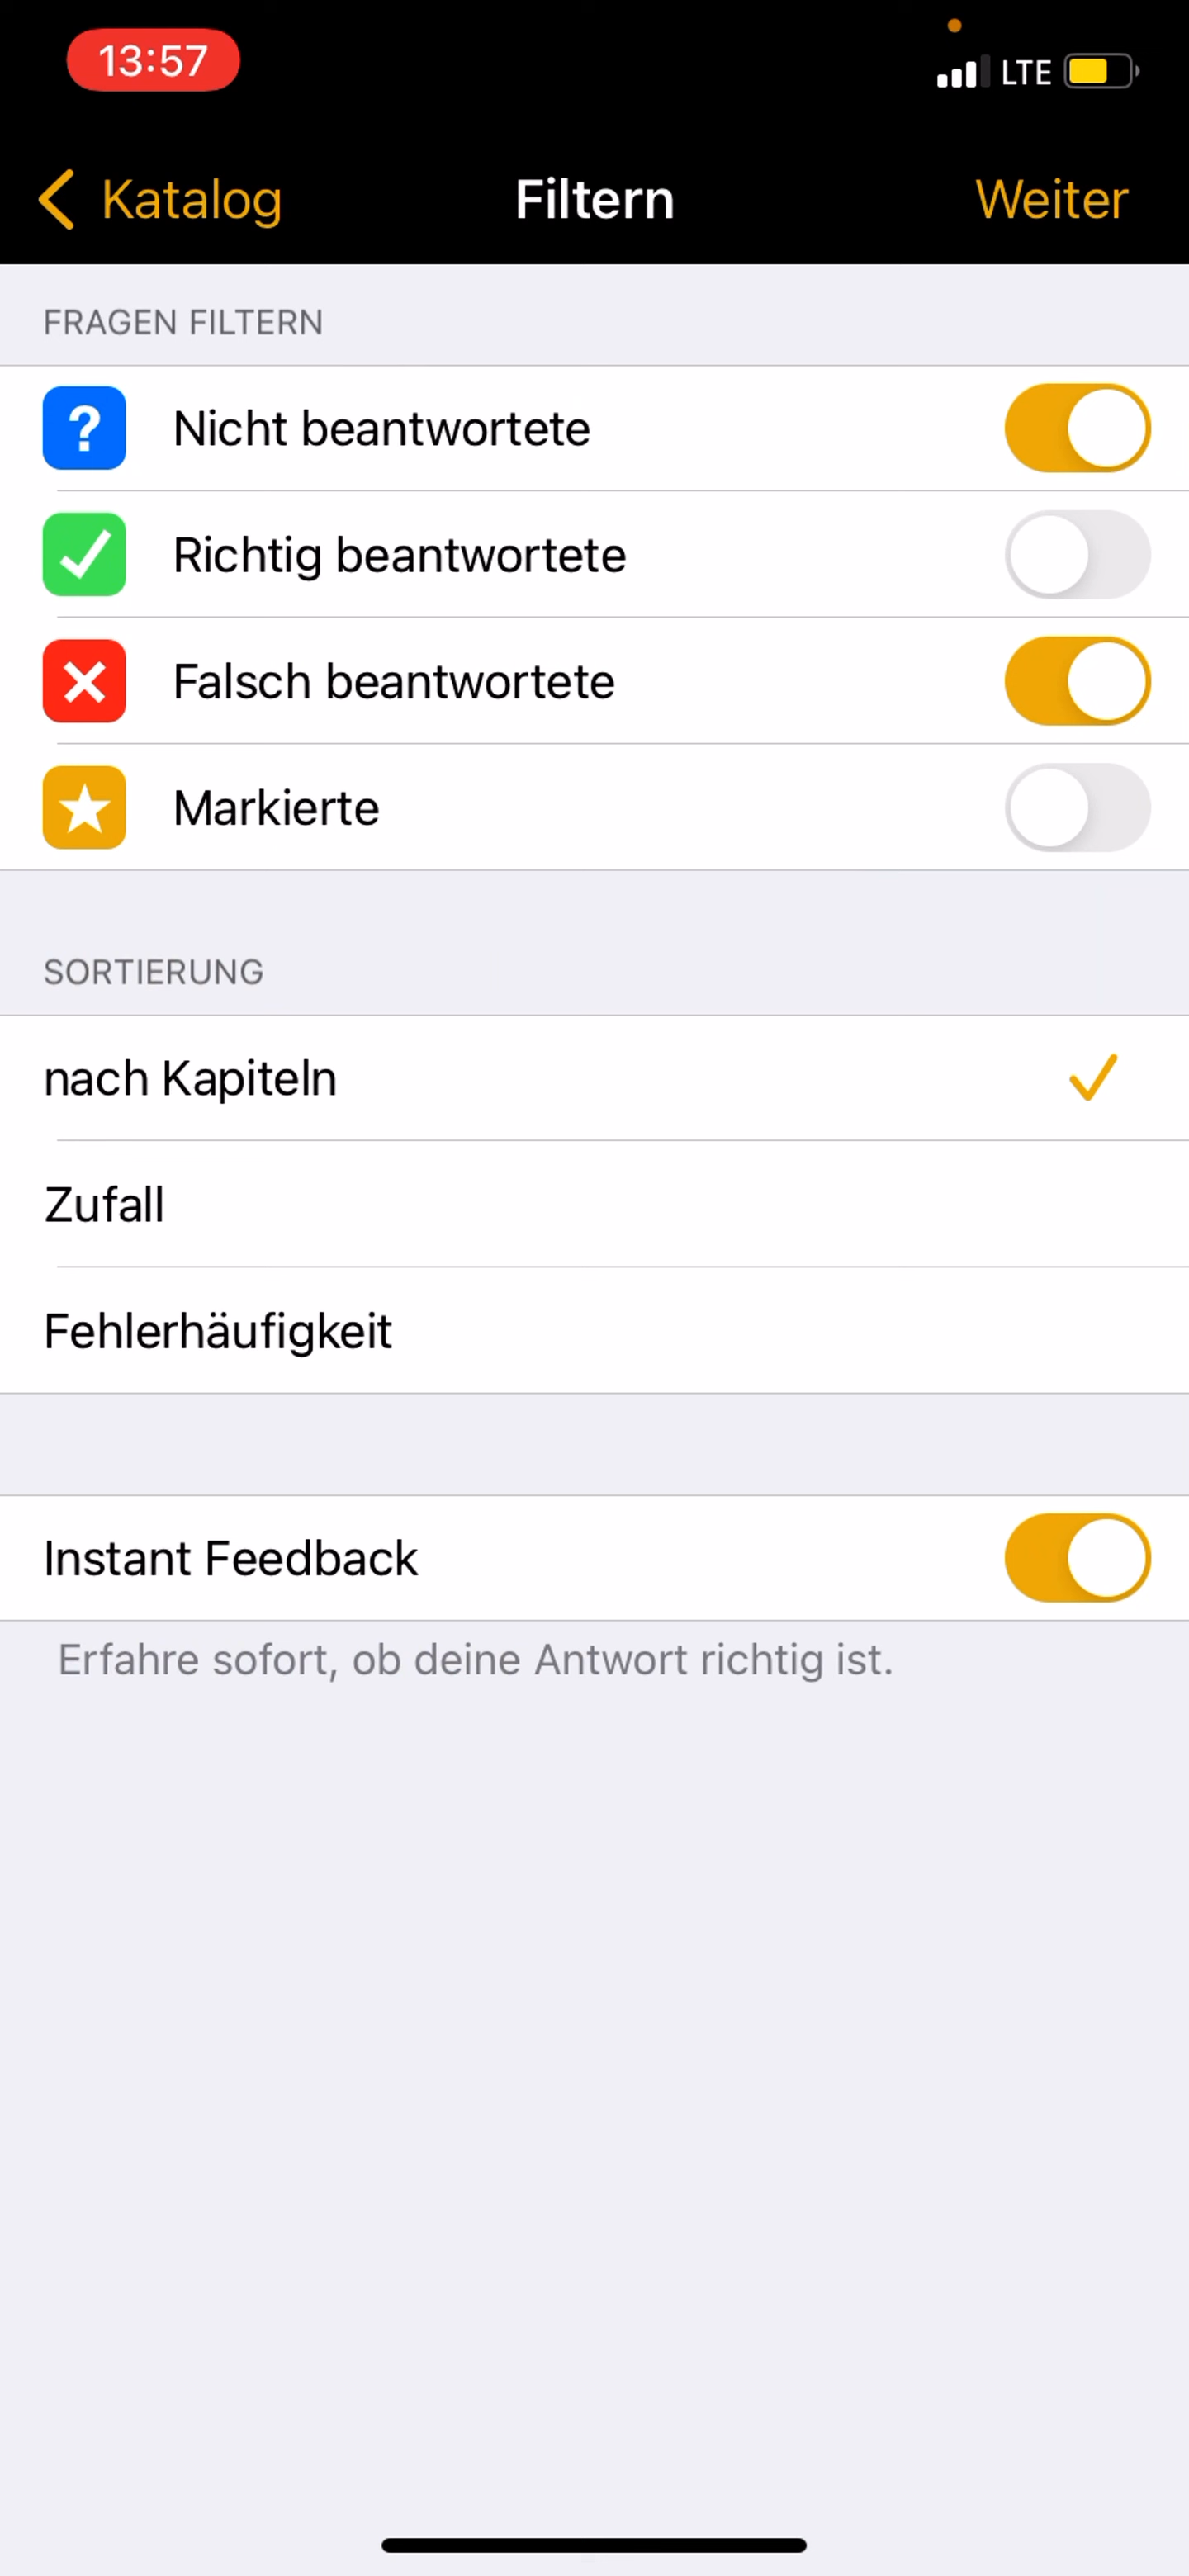 13:57
LTE
Katalog
Filtern
Weiter
FRAGEN FILTERN
? Nicht beantwortete
Richtig beantwortete
Falsch beantwortete
Markierte
SORTIERUNG
nach Kapiteln
Zufall
Fehlerhäufigkeit
Instant Feedback
Erfahre sofort, ob deine Antwort richtig ist.